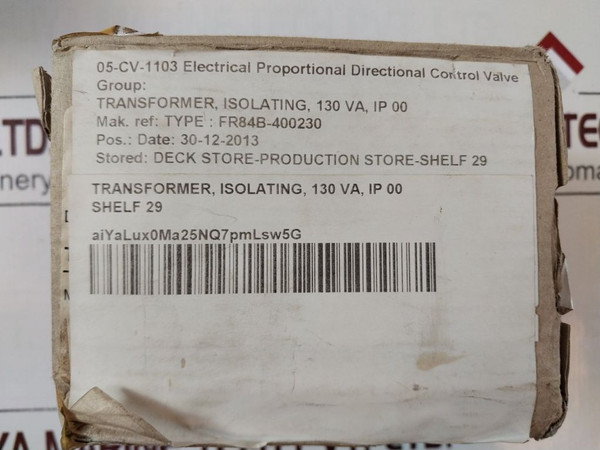 05-CV-1103 Electrical Proportional Directional Control Valve
Group:
TRANSFORMER, ISOLATING, 130 VA, IP 00
Mak. ref: TYPE : FR84B-400230
Pos.: Date: 30-12-2013
Stored: DECK STORE-PRODUCTION STORE-SHELF 29
TRANSFORMER, ISOLATING, 130 VA, IP 00
SHELF 29
aiYaLux0Ma25NQ7pmLsw5G